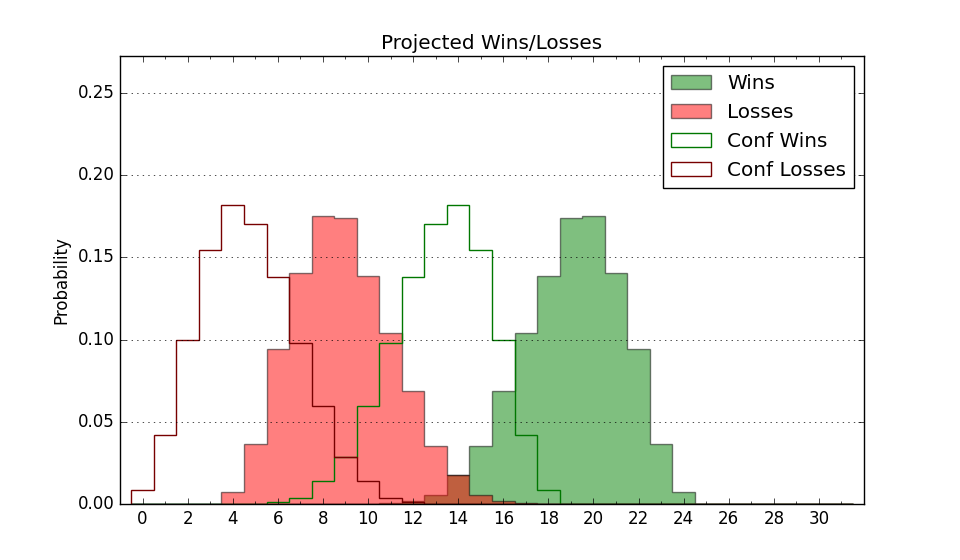 Projected Wins/Losses
Wins
Losses
Conf Wins
Conf Losses
Probability
0.25
0.20
0.15
0.10
0.05
0.00
0 2 4 6 8 10 12 14 16 18 20 22 24 26 28 30